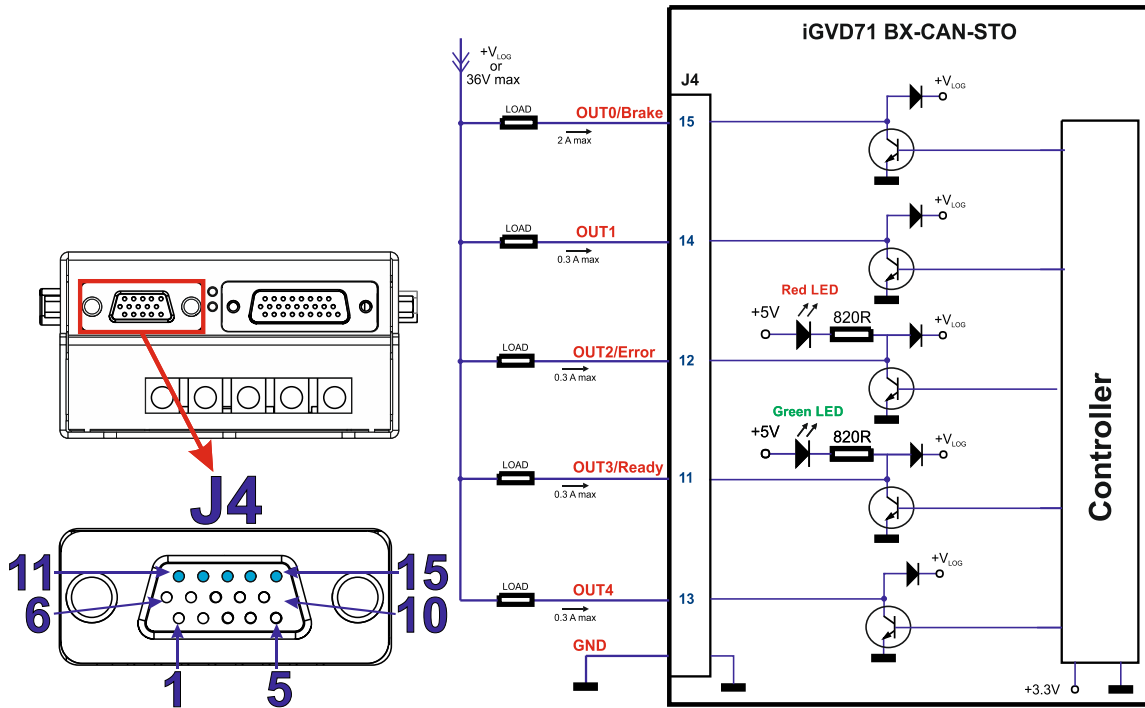 iGVD71 BX-CAN-STO
+VLOG
or
36V max
J4
LOAD
OUT0/Brake
2 A max
15
+VLOG
LOAD
OUT1
0.3 A max
14
+VLOG
Red LED
+5V
820R
+VLOG
LOAD
OUT2/Error
0.3 A max
12
Green LED
+5V
820R
+VLOG
LOAD
OUT3/Ready
0.3 A max
11
LOAD
OUT4
0.3 A max
13
+VLOG
GND
Controller
+3.3V
J4
11
15
6
10
1
5